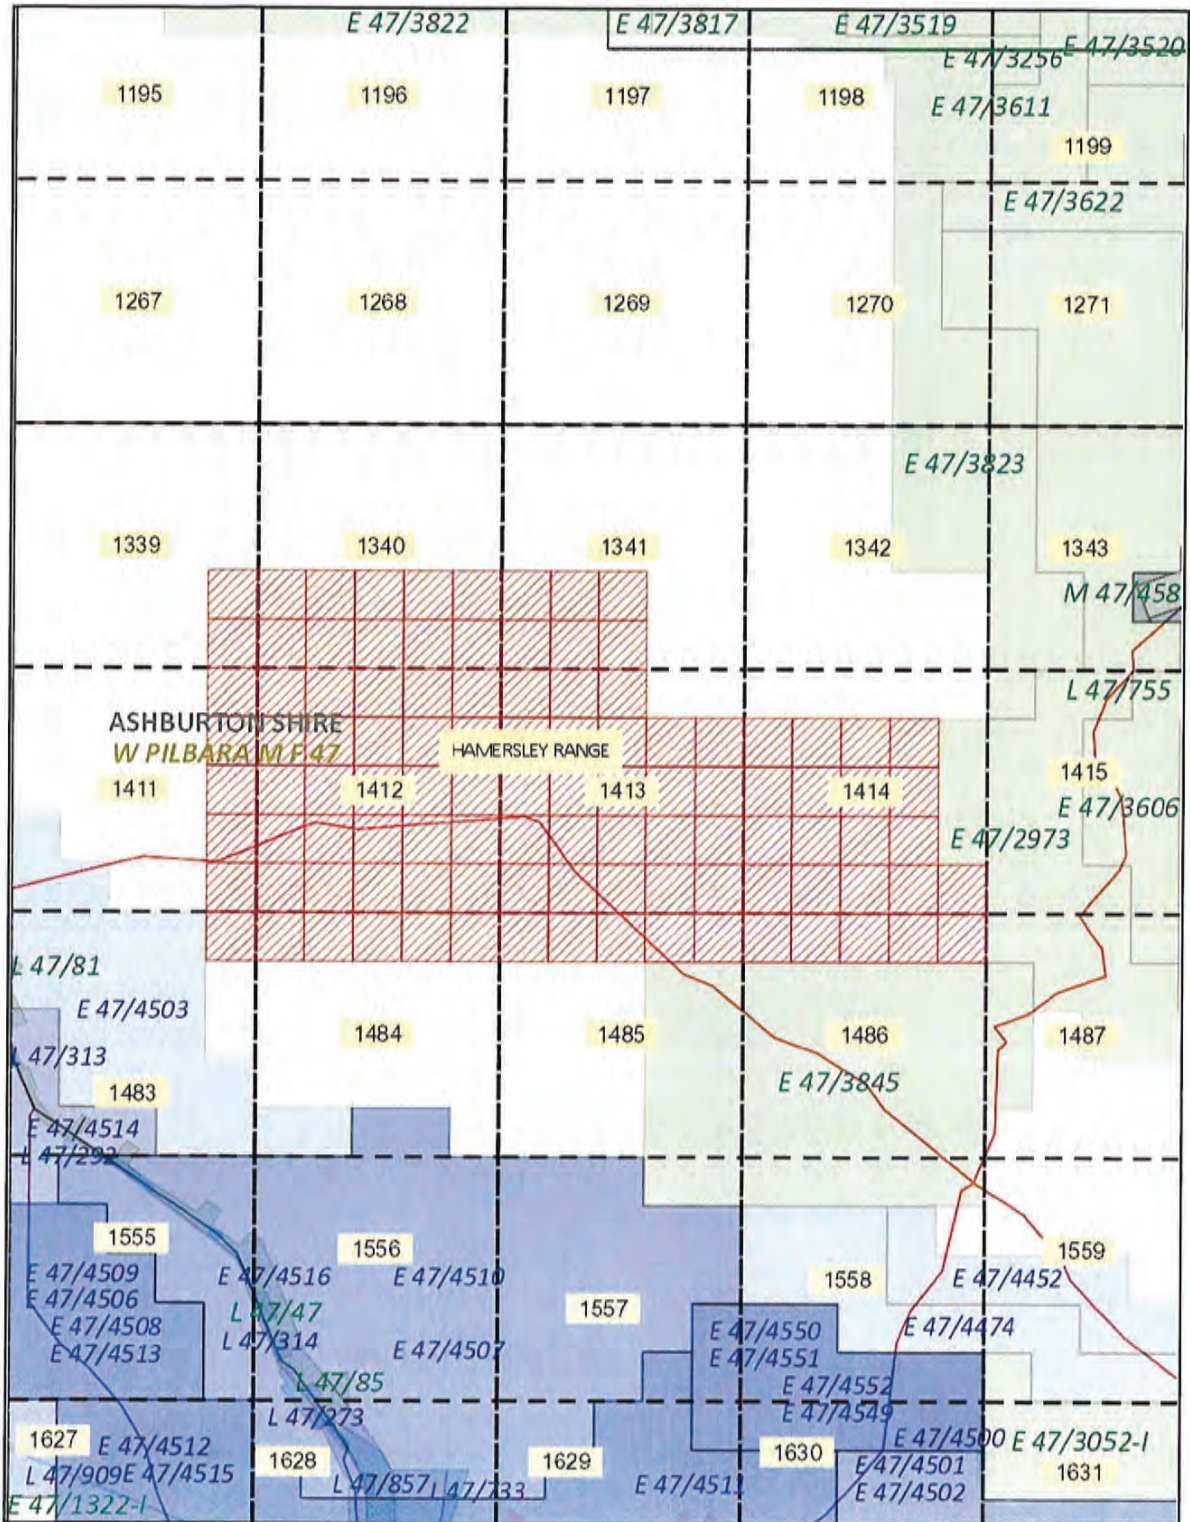 E 47/3822 E 47/3817 E 47/3519
E 47/3520
E 47/3256
1195 1196 1197 1198
E 47/3611
1199
E 47/3622
1267 1268 1269 1270 1271
E 47/3823
1339 1340 1341 1342 1343
M 47/458
L 47/755
ASHBURTON SHIRE
W PILBARA M F 47
HAMERSLEY RANGE
1411 1412 1413 1414 1415
E 47/3606
E 47/2973
L 47/81
E 47/4503
1484 1485 1486 1487
L 47/313
E 47/3845
1483
E 47/4514
L 47/292
1555 1556 1559
E 47/4509 E 47/4516 E 47/4510 1558 E 47/4452
E 47/4506 L 47/47 1557
E 47/4508 L 47/314 E 47/4550 E 47/4474
E 47/4513 E 47/4507 E 47/4551
L 47/85 E 47/4552
L 47/273 E 47/4549
1627 E 47/4512 E 47/4500 E 47/3052-I
1628 1629 1630 E 47/4501 1631
L 47/909 E 47/4515 L 47/857 L 47/733 E 47/4511 E 47/4502
E 47/1322-I